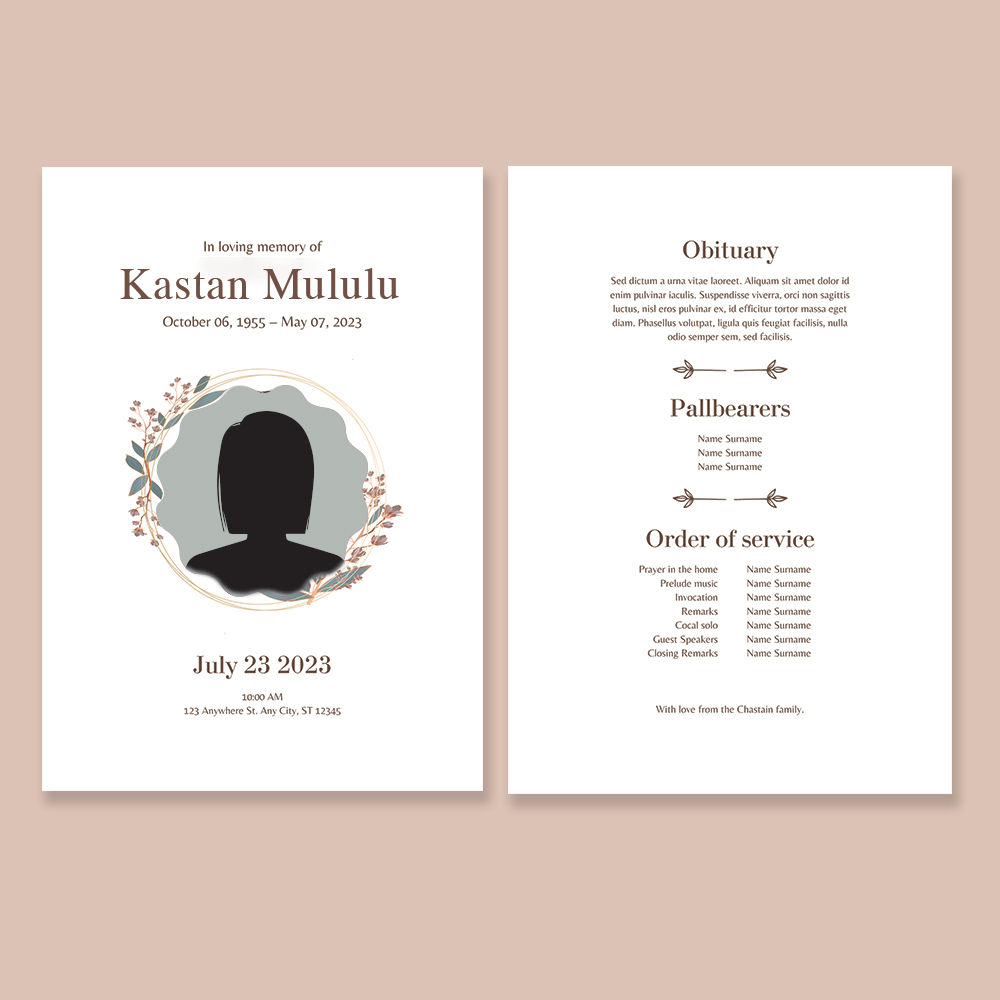 In loving memory of
Kastan Mululu
October 06, 1955 – May 07, 2023
July 23 2023
10:00 AM
123 Anywhere St. Any City, ST 12345
Obituary
Sed dictum a urna vitae laoreet. Aliquam sit amet dolor id
enim pulvinar iaculis. Suspendisse viverra, orci non sagittis
luctus, nisl eros pulvinar ex, id efficitur tortor massa eget
diam. Phasellus volutpat, ligula quis feugiat facilisis, nulla
odio semper sem, sed facilisis.
Pallbearers
Name Surname
Name Surname
Name Surname
Order of service
Prayer in the home Name Surname
Prelude music Name Surname
Invocation Name Surname
Remarks Name Surname
Cocal solo Name Surname
Guest Speakers Name Surname
Closing Remarks Name Surname
With love from the Chastain family.